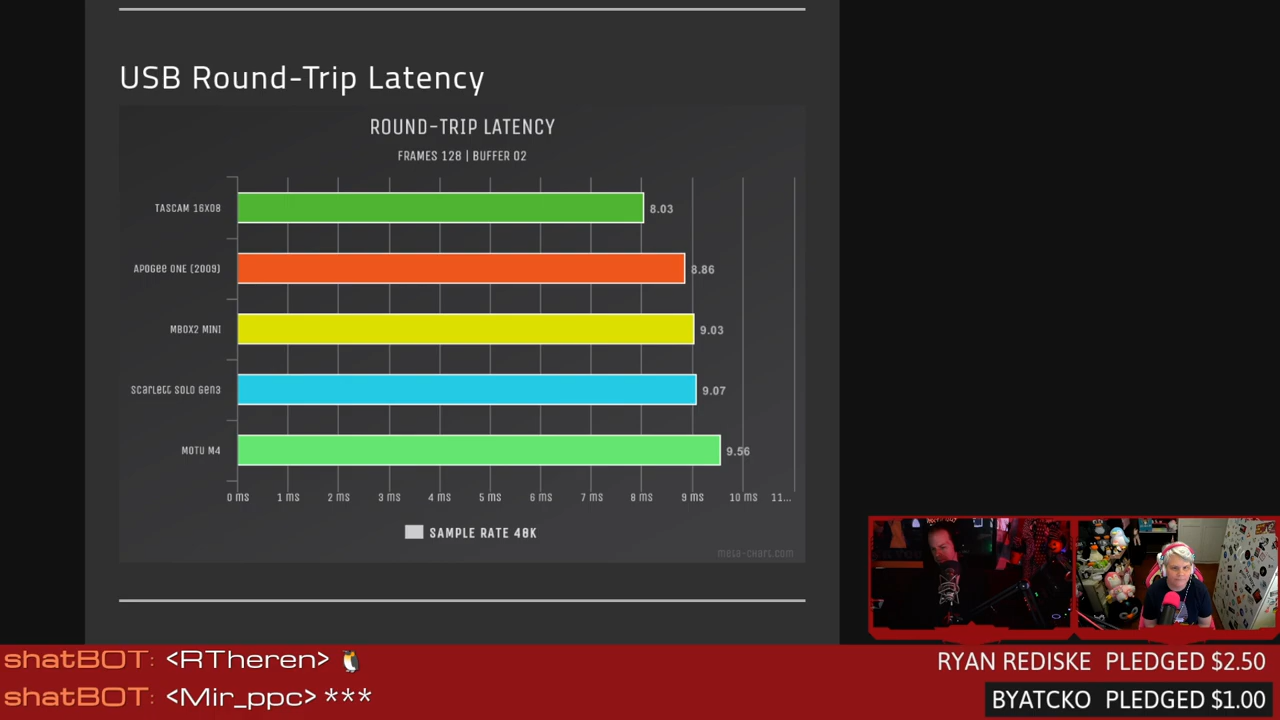 USB Round-Trip Latency
ROUND-TRIP LATENCY
FRAMES 128 | BUFFER 02
TASCAM 16X08
8.03
APOGEE ONE (2009)
8.86
MBOX2 MINI
9.03
SCARLETT SOLO GEN3
9.07
MOTU M4
9.56
0 MS 1 MS 2 MS 3 MS 4 MS 5 MS 6 MS 7 MS 8 MS 9 MS 10 MS 11...
SAMPLE RATE 48K
meta-chart.com
shatBOT: <RTheren> 🐧
shatBOT: <Mir_ppc> ***
RYAN REDISKE PLEDGED $2.50
BYATCKO PLEDGED $1.00